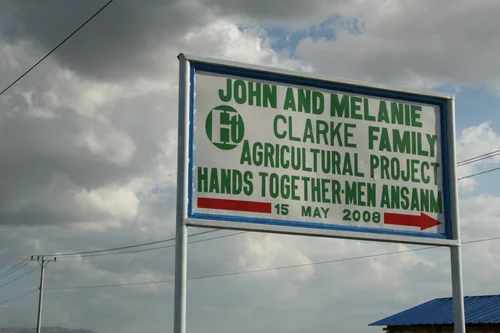 JOHN AND MELANIE
CLARKE FAMILY
AGRICULTURAL PROJECT
HANDS TOGETHER-MEN ANSANM
15 MAY 2008